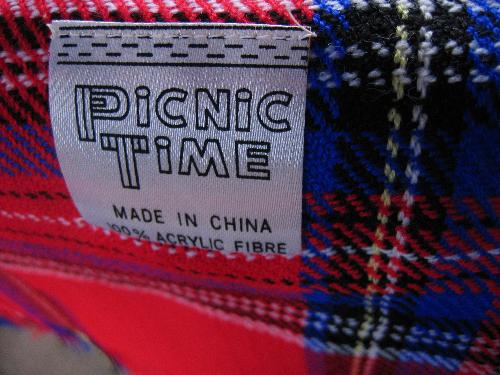 PiCNiC
TiME
MADE IN CHINA
100% ACRYLIC FIBRE